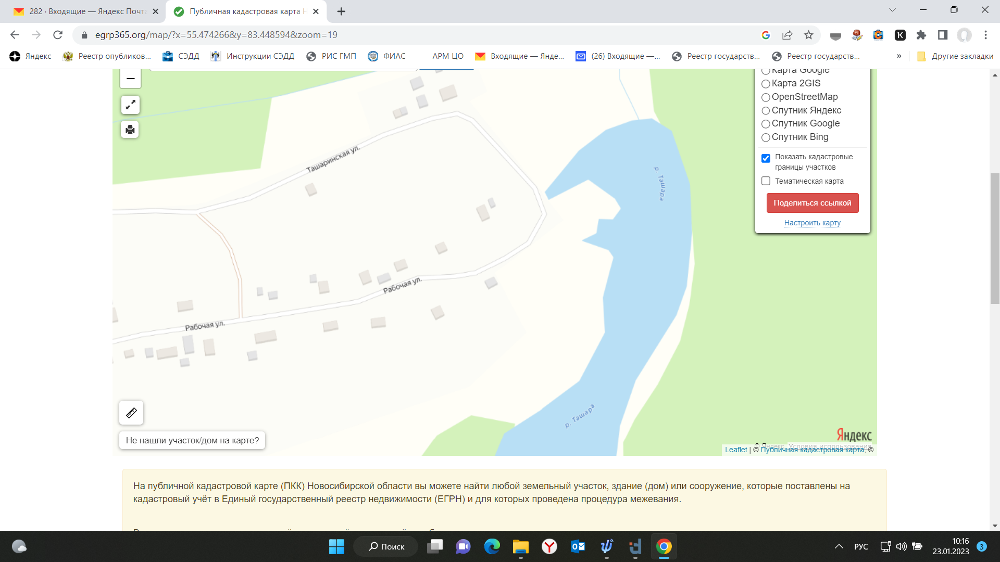 282 · Входящие — Яндекс Почта
Публичная кадастровая карта Н
egrp365.org/map/?x=55.474266&y=83.448594&zoom=19
Яндекс
Реестр опубликов...
СЭДД
Инструкции СЭДД
РИС ГМП
ФИАС
АРМ ЦО
Входящие — Янде...
(26) Входящие —...
Реестр государств...
Реестр государств...
»
Другие закладки
Карта Google
Карта 2GIS
OpenStreetMap
Спутник Яндекс
Спутник Google
Спутник Bing
Показать кадастровые
границы участков
Тематическая карта
Поделиться ссылкой
Настроить карту
Ташаринская ул.
р. Ташара
Рабочая ул.
Рабочая ул.
р. Ташара
Не нашли участок/дом на карте?
Яндекс
© Яндекс Условия использования
Leaflet | © Публичная кадастровая карта, ©
На публичной кадастровой карте (ПКК) Новосибирской области вы можете найти любой земельный участок, здание (дом) или сооружение, которые поставлены на
кадастровый учёт в Единый государственный реестр недвижимости (ЕГРН) и для которых проведена процедура межевания.
Поиск
РУС
10:16
23.01.2023
3